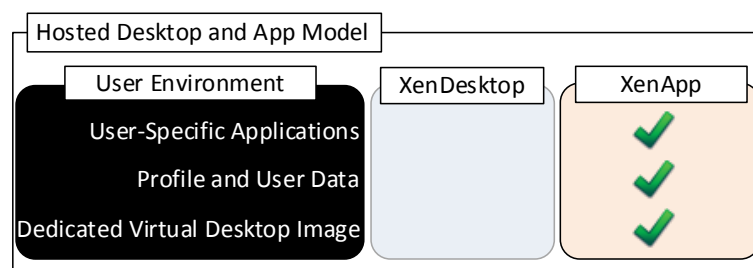 Hosted Desktop and App Model
User Environment
XenDesktop
XenApp
User-Specific Applications
Profile and User Data
Dedicated Virtual Desktop Image